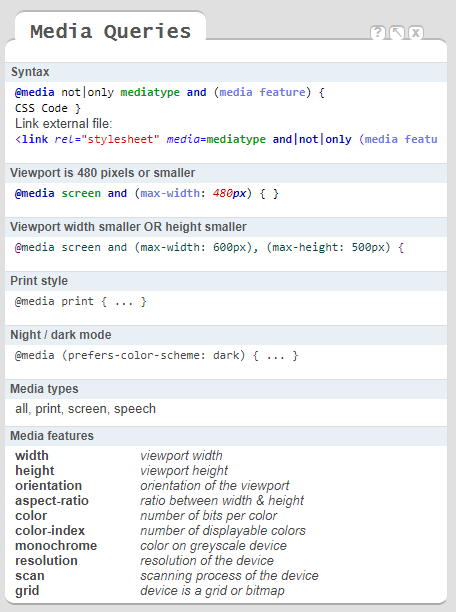 Media Queries
? x
Syntax
@media not|only mediatype and (media feature) {
CSS Code }
Link external file:
<link rel="stylesheet" media=mediatype and|not|only (media featu
Viewport is 480 pixels or smaller
@media screen and (max-width: 480px) { }
Viewport width smaller OR height smaller
@media screen and (max-width: 600px), (max-height: 500px) {
Print style
@media print { ... }
Night / dark mode
@media (prefers-color-scheme: dark) { ... }
Media types
all, print, screen, speech
Media features
width viewport width
height viewport height
orientation orientation of the viewport
aspect-ratio ratio between width & height
color number of bits per color
color-index number of displayable colors
monochrome color on greyscale device
resolution resolution of the device
scan scanning process of the device
grid device is a grid or bitmap